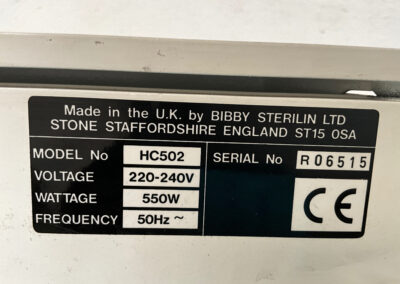 Made in the U.K. by BIBBY STERILIN LTD
STONE STAFFORDSHIRE ENGLAND ST15 0SA
MODEL No HC502 SERIAL No R06515
VOLTAGE 220-240V
WATTAGE 550W
FREQUENCY 50Hz ~
CE